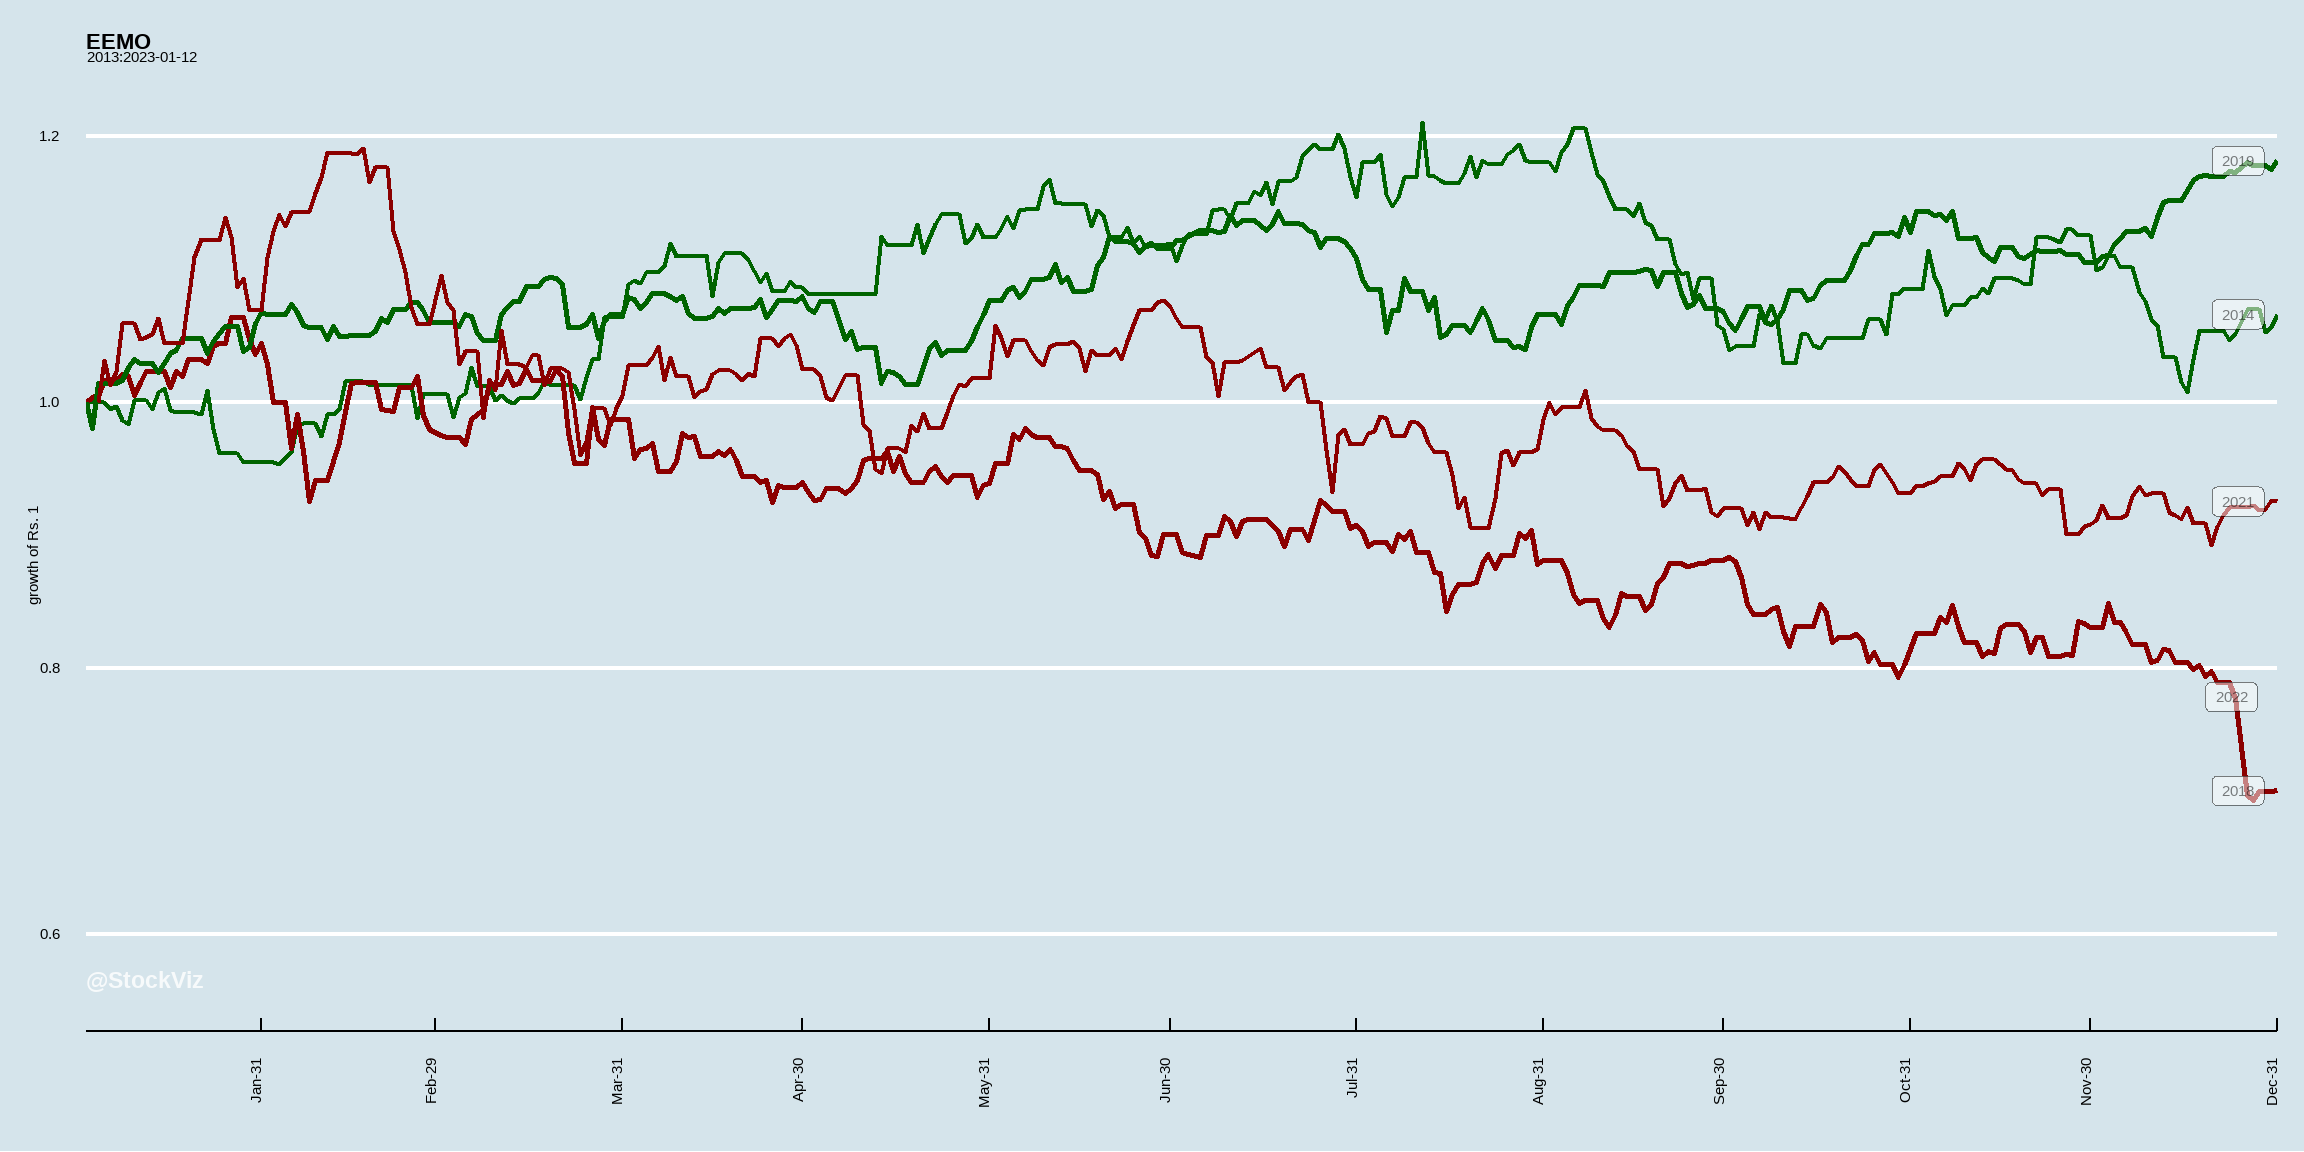 EEMO
2013:2023-01-12
1.2
1.0
0.8
0.6
growth of Rs. 1
2019
2014
2021
2022
2018
@StockViz
Jan-31
Feb-29
Mar-31
Apr-30
May-31
Jun-30
Jul-31
Aug-31
Sep-30
Oct-31
Nov-30
Dec-31